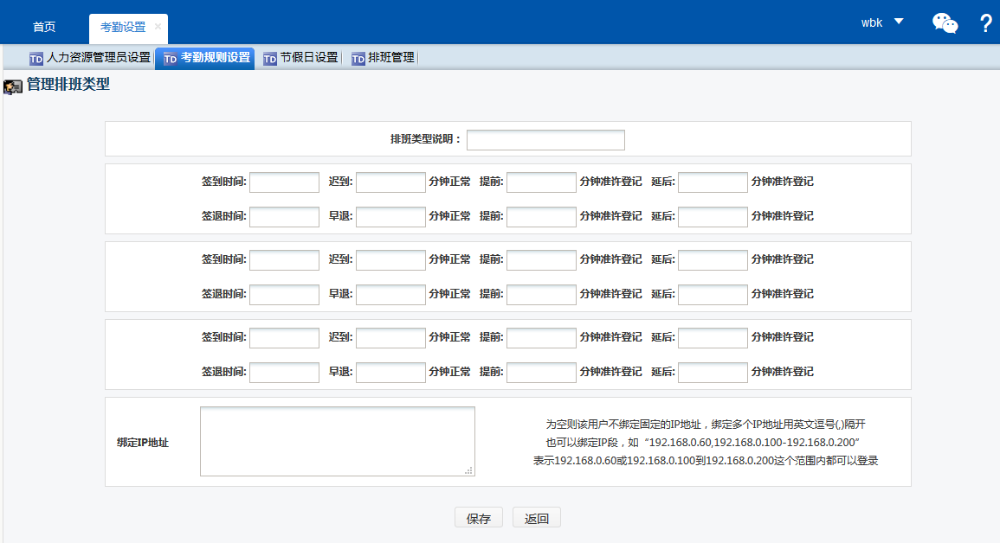 首页 考勤设置 × wbk ?
TD 人力资源管理员设置 TD 考勤规则设置 TD 节假日设置 TD 排班管理
管理排班类型
排班类型说明：
签到时间: 迟到: 分钟正常 提前: 分钟准许登记 延后: 分钟准许登记
签退时间: 早退: 分钟正常 提前: 分钟准许登记 延后: 分钟准许登记
签到时间: 迟到: 分钟正常 提前: 分钟准许登记 延后: 分钟准许登记
签退时间: 早退: 分钟正常 提前: 分钟准许登记 延后: 分钟准许登记
签到时间: 迟到: 分钟正常 提前: 分钟准许登记 延后: 分钟准许登记
签退时间: 早退: 分钟正常 提前: 分钟准许登记 延后: 分钟准许登记
绑定IP地址
为空则该用户不绑定固定的IP地址，绑定多个IP地址用英文逗号(,)隔开
也可以绑定IP段，如“192.168.0.60,192.168.0.100-192.168.0.200”
表示192.168.0.60或192.168.0.100到192.168.0.200这个范围内都可以登录
保存 返回